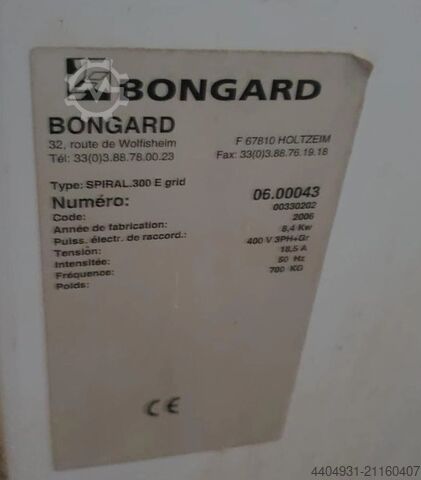 BONGARD
BONGARD
32, route de Wolfisheim F 67810 HOLTZEIM
Tél: 33(0)3.88.78.00.23 Fax: 33(0)3.88.76.19.18
Type: SPIRAL.300 E grid
Numéro: 06.00043
Code: 00330202
Année de fabrication: 2006
Puiss. électr. de raccord.: 8,4 Kw
Tension: 400 V 3PH+Gr
Intensitée: 18,5 A
Fréquence: 50 Hz
Poids: 700 KG
CE
4404931-21160407